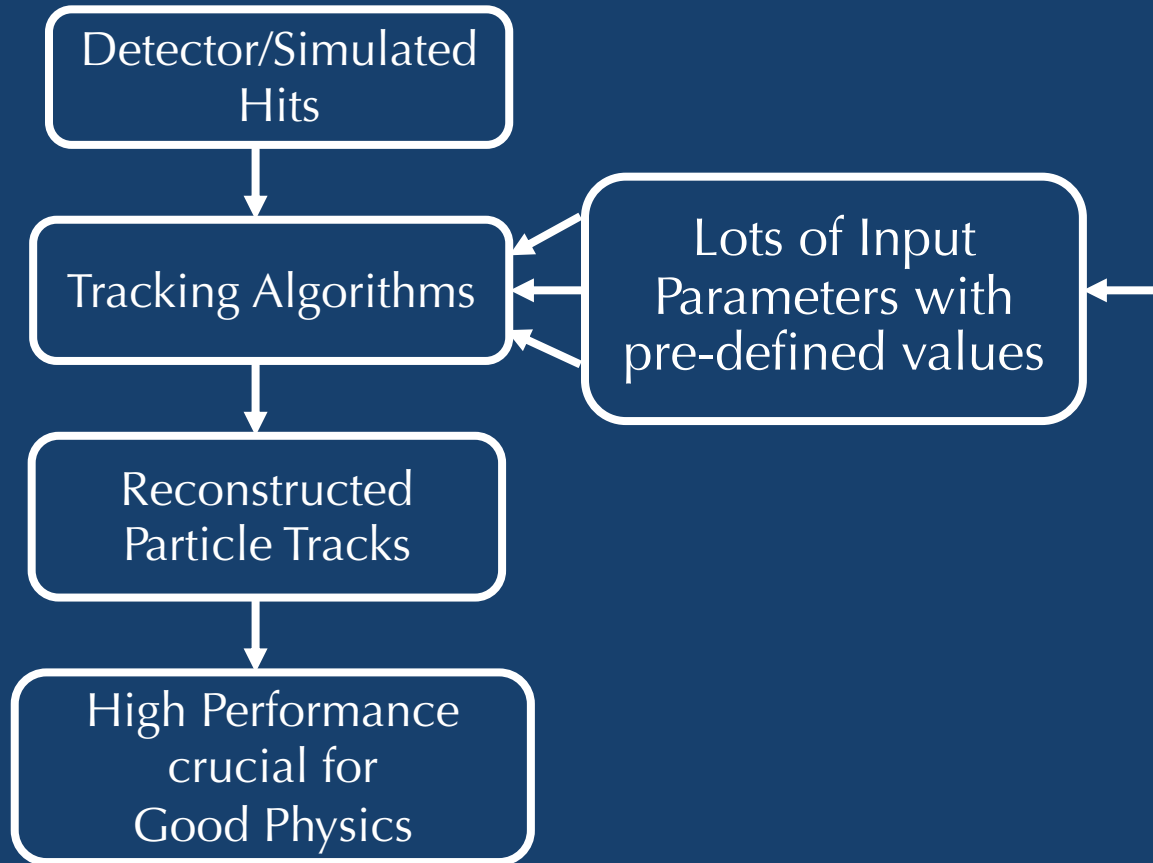 Detector/Simulated
Hits
Tracking Algorithms
Lots of Input
Parameters with
pre-defined values
Reconstructed
Particle Tracks
High Performance
crucial for
Good Physics